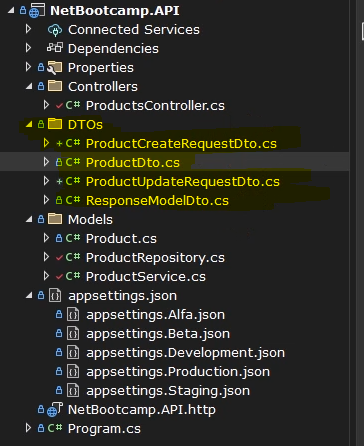 NetBootcamp.API
Connected Services
Dependencies
Properties
Controllers
C# ProductsController.cs
DTOs
C# ProductCreateRequestDto.cs
C# ProductDto.cs
C# ProductUpdateRequestDto.cs
C# ResponseModelDto.cs
Models
C# Product.cs
C# ProductRepository.cs
C# ProductService.cs
appsettings.json
appsettings.Alfa.json
appsettings.Beta.json
appsettings.Development.json
appsettings.Production.json
appsettings.Staging.json
NetBootcamp.API.http
C# Program.cs